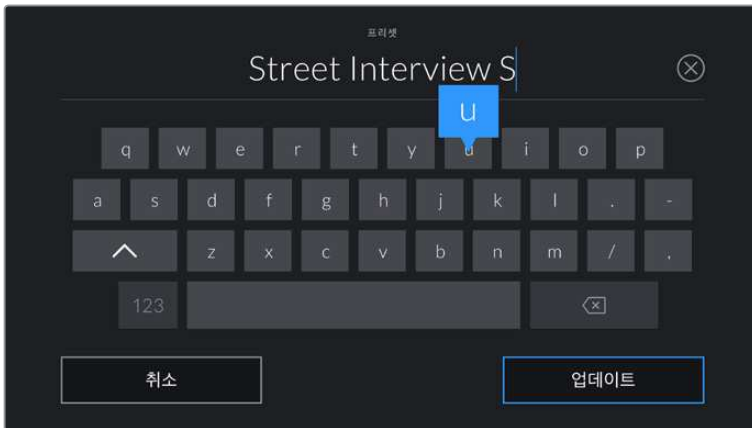 프리셋
Street Interview S
u
q w e r t y u i o p
a s d f g h j k l . -
z x c v b n m / ,
123
취소 업데이트